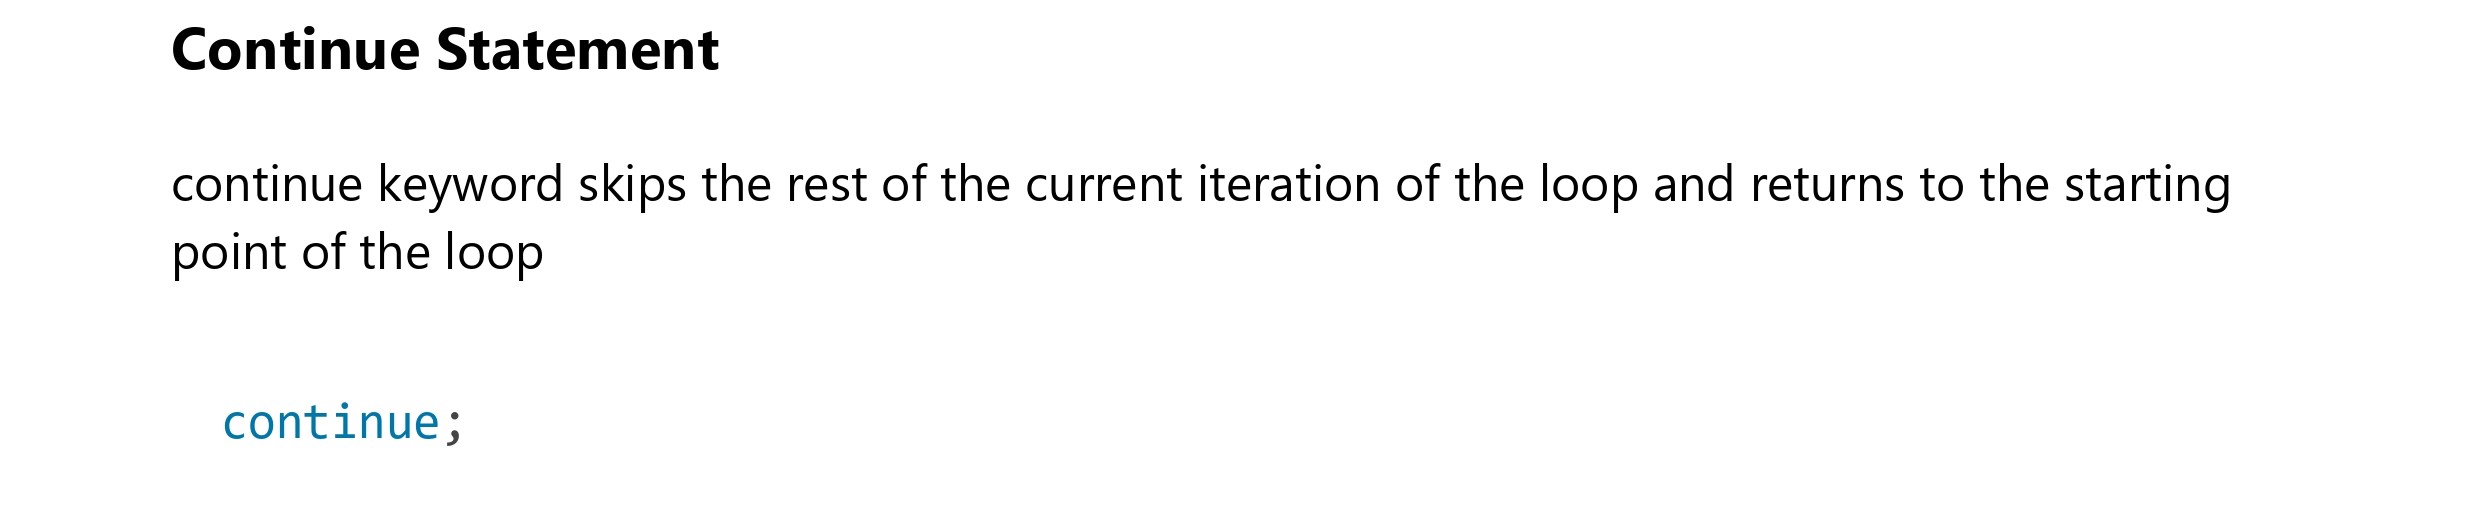 Continue Statement
continue keyword skips the rest of the current iteration of the loop and returns to the starting
point of the loop
continue;